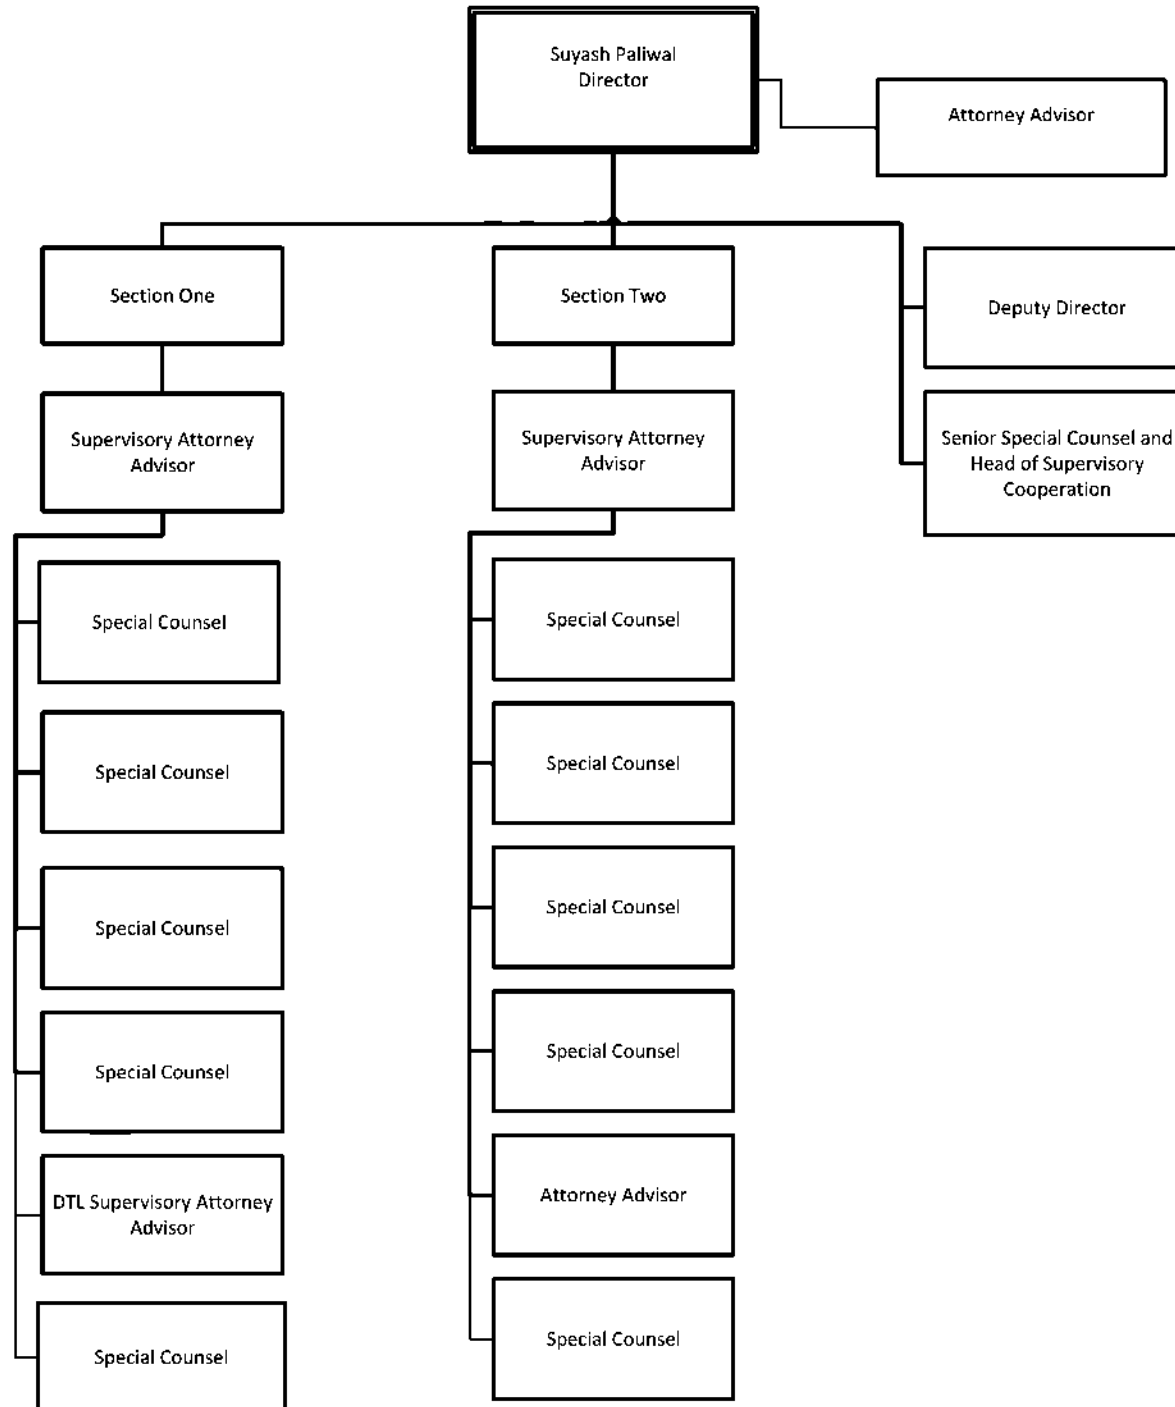 Suyash Paliwal
Director
Attorney Advisor
Section One
Section Two
Deputy Director
Supervisory Attorney
Advisor
Supervisory Attorney
Advisor
Senior Special Counsel and
Head of Supervisory
Cooperation
Special Counsel
Special Counsel
Special Counsel
Special Counsel
DTL Supervisory Attorney
Advisor
Special Counsel
Special Counsel
Special Counsel
Special Counsel
Special Counsel
Attorney Advisor
Special Counsel